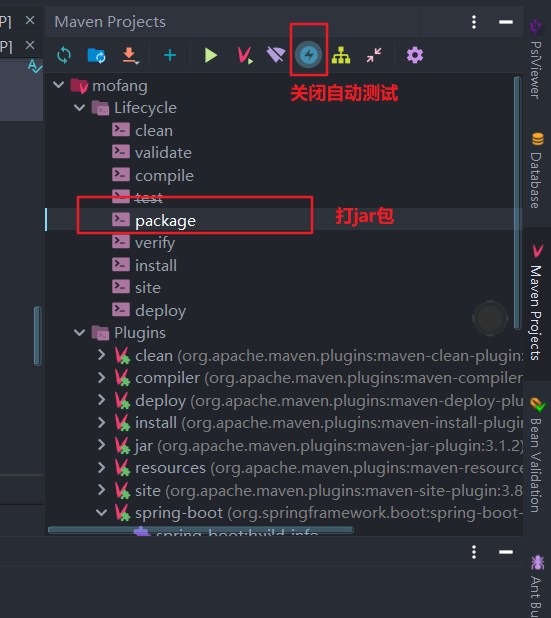 P]
Maven Projects
P]
关闭自动测试
mofang
Lifecycle
clean
validate
compile
test
package
打jar包
verify
install
site
deploy
Plugins
clean (org.apache.maven.plugins:maven-clean-plugin:
compiler (org.apache.maven.plugins:maven-compiler
deploy (org.apache.maven.plugins:maven-deploy-plu
install (org.apache.maven.plugins:maven-install-plugin
jar (org.apache.maven.plugins:maven-jar-plugin:3.1.2)
resources (org.apache.maven.plugins:maven-resource
site (org.apache.maven.plugins:maven-site-plugin:3.8
spring-boot (org.springframework.boot:spring-boot-
spring-boot:build-info
PsiViewer
Database
Maven Projects
Bean Validation
Ant Bu